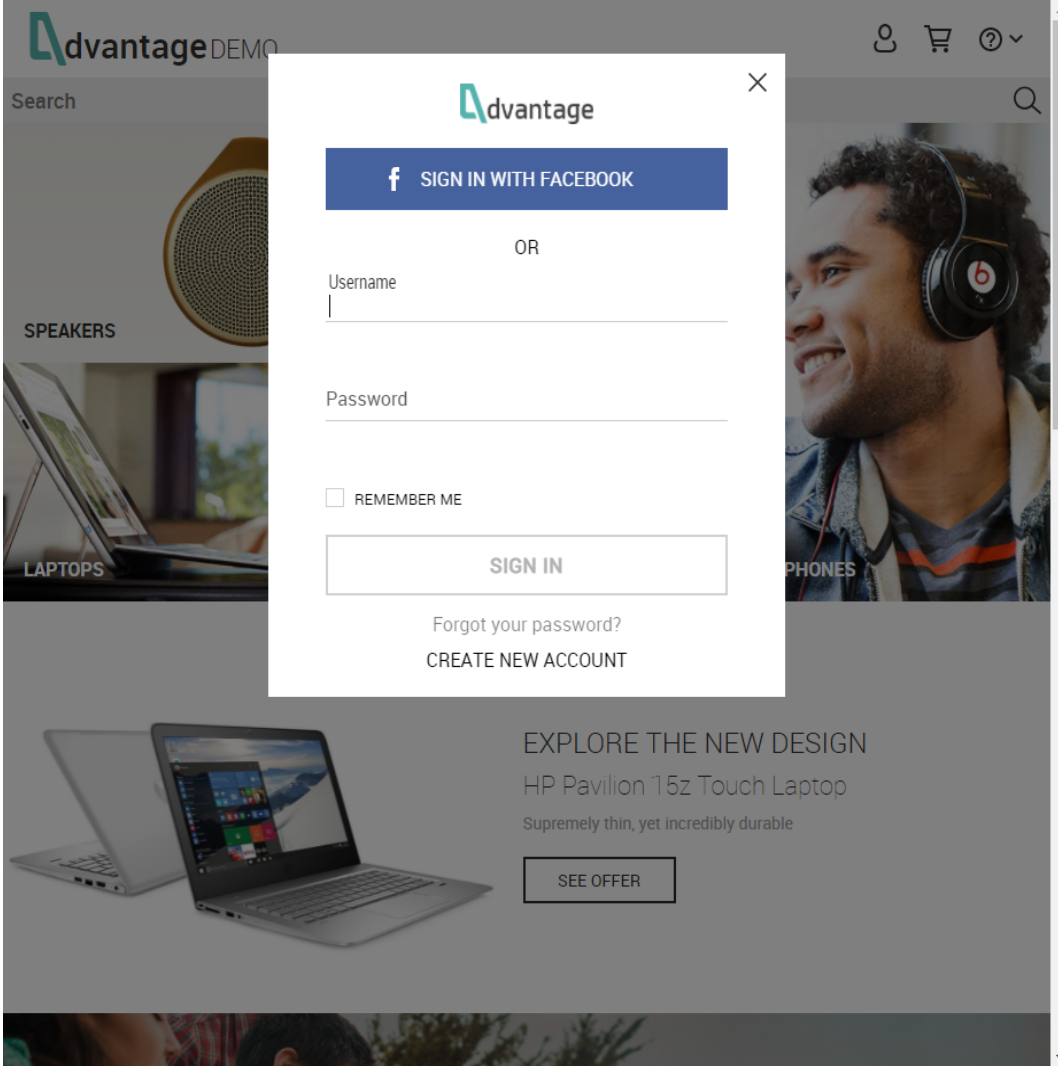 dvantage DEMO
Search
dvantage
SIGN IN WITH FACEBOOK
OR
Username
Password
REMEMBER ME
SIGN IN
Forgot your password?
CREATE NEW ACCOUNT
SPEAKERS
LAPTOPS
PHONES
EXPLORE THE NEW DESIGN
HP Pavilion 15z Touch Laptop
Supremely thin, yet incredibly durable
SEE OFFER